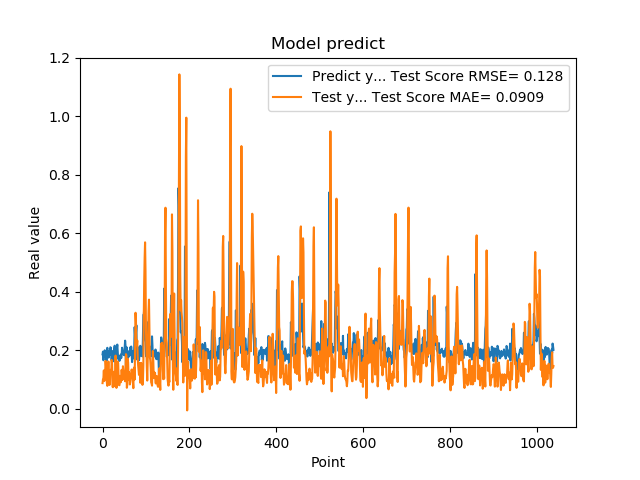 Model predict
Predict y... Test Score RMSE= 0.128
Test y... Test Score MAE= 0.0909
1.2
1.0
0.8
0.6
0.4
0.2
0.0
Real value
0 200 400 600 800 1000
Point